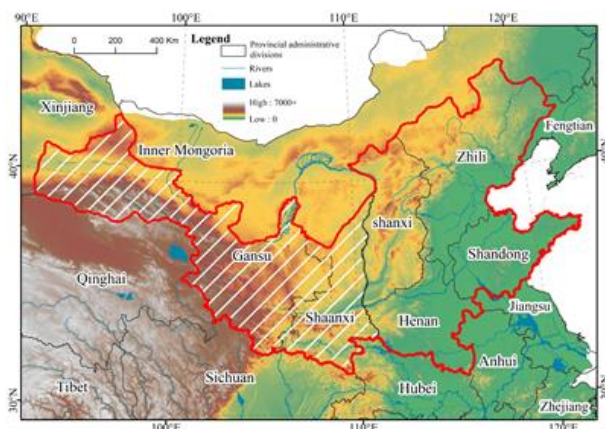 90°E 100°E 110°E 120°E
0 200 400 Km
Legend
Provincial administrative
divisions
Rivers
Lakes
High : 7000+
Low : 0
Xinjiang
Inner Mongoria
Fengtian
Zhili
40°N
40°N
shanxi
Gansu
Shandong
Qinghai
Jiangsu
Shaanxi
Henan
Anhui
Tibet
Sichuan
Hubei
Zhejiang
30°N
30°N
100°E 110°E 120°E